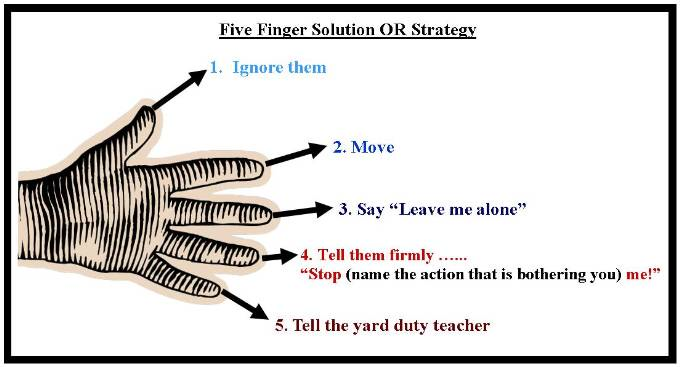 Five Finger Solution OR Strategy
1. Ignore them
2. Move
3. Say “Leave me alone”
4. Tell them firmly …...
“Stop (name the action that is bothering you) me!”
5. Tell the yard duty teacher